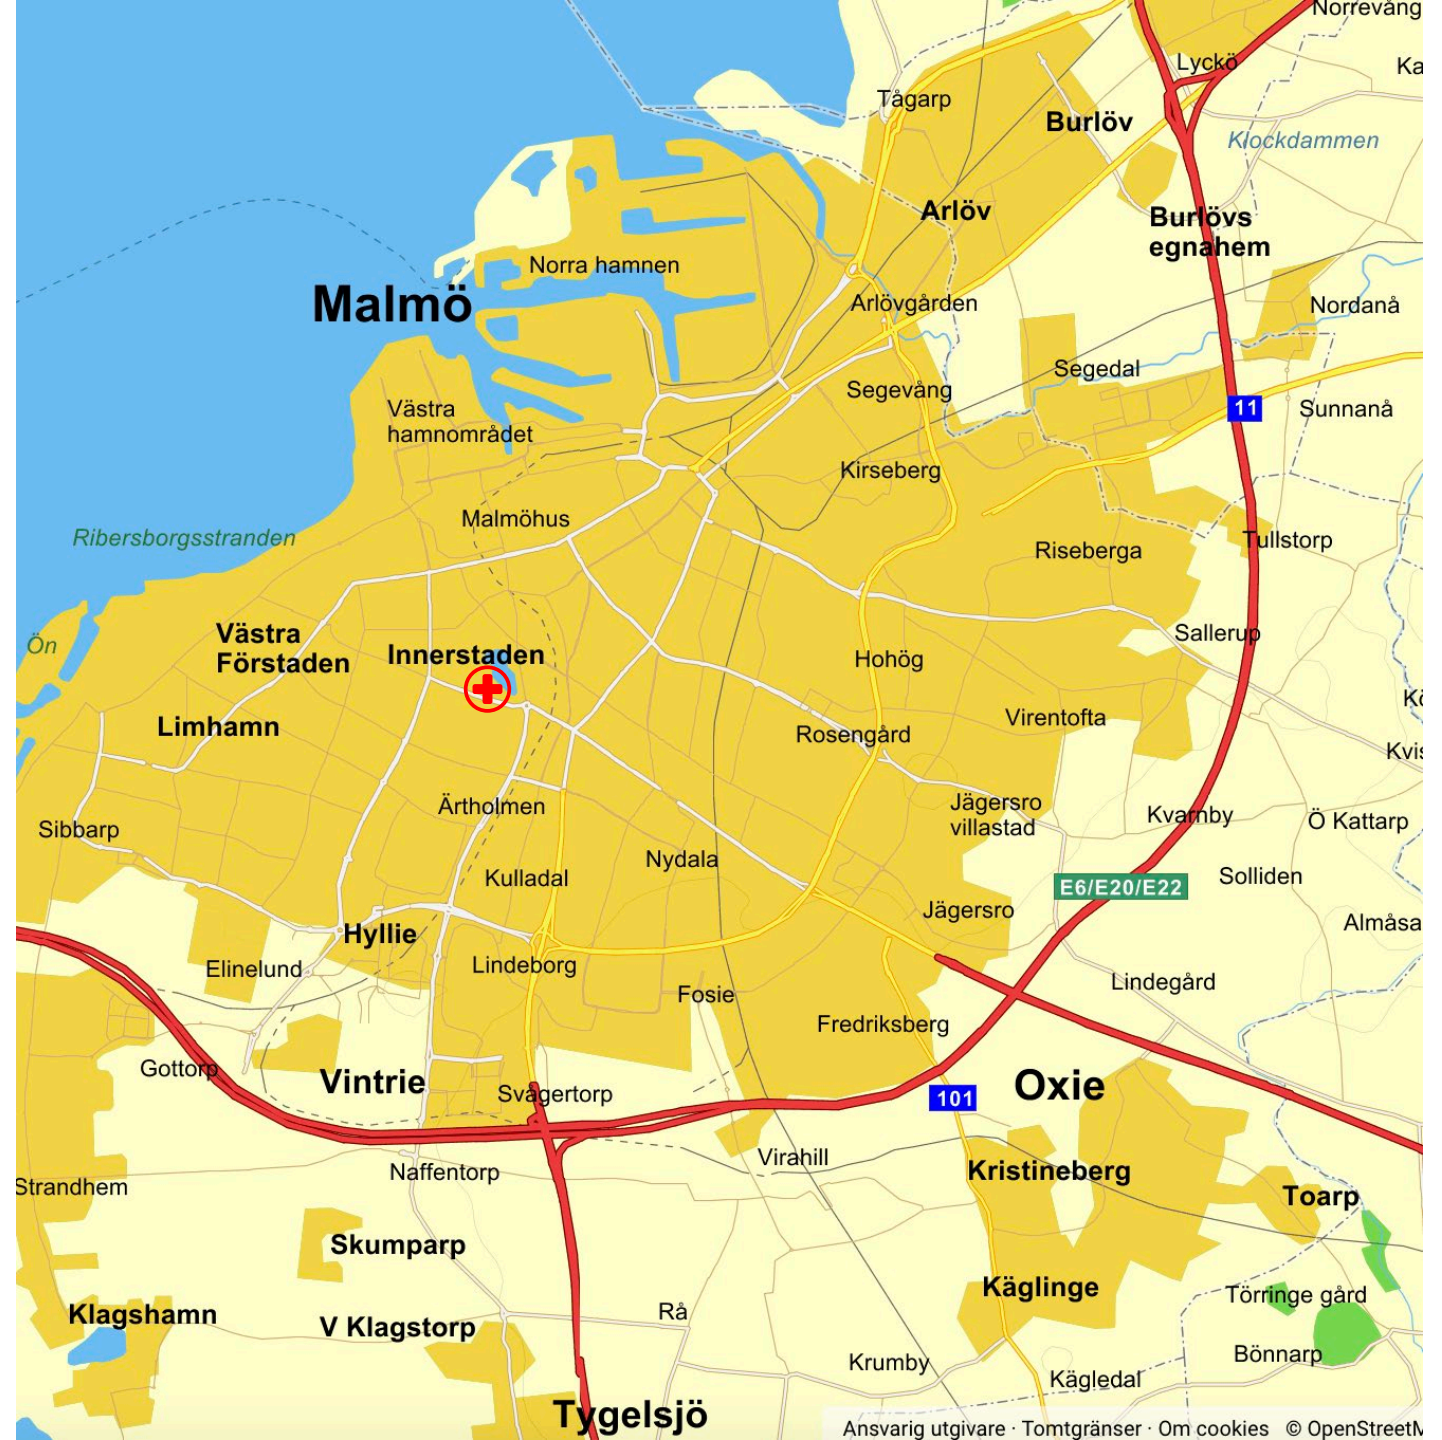 Norrevång
Lyckö
Ka
Tågarp
Burlöv
Klockdammen
Arlöv
Burlövs
egnahem
Norra hamnen
Malmö
Arlövgården
Nordanå
Segedal
Segevång
11
Sunnanå
Västra
hamnområdet
Kirseberg
Malmöhus
Ribersborgsstranden
Riseberga
Tullstorp
Ön
Västra
Förstaden
Innerstaden
Sallerup
Hohög
Kö
Limhamn
Virentofta
Rosengård
Kvis
Ärtholmen
Jägersro
villastad
Kvarnby
Ö Kattarp
Sibbarp
Nydala
Kulladal
E6/E20/E22
Solliden
Jägersro
Almåsa
Hyllie
Elinelund
Lindeborg
Lindegård
Fosie
Fredriksberg
Gottorp
Vintrie
Svågertorp
101
Oxie
Naffentorp
Virahill
Kristineberg
Strandhem
Toarp
Skumparp
Käglinge
Törringe gård
Klagshamn
V Klagstorp
Rå
Krumby
Bönnarp
Kägledal
Tygelsjö
Ansvarig utgivare · Tomtgränser · Om cookies © OpenStreetM